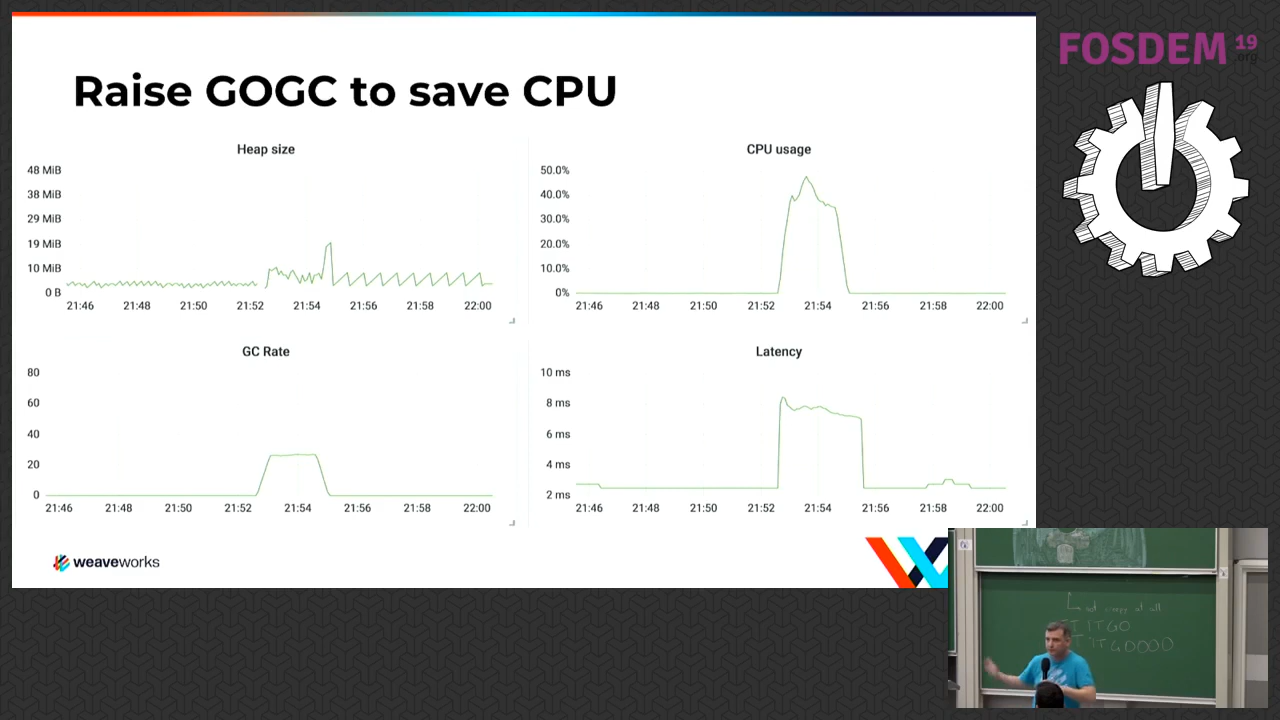 Raise GOGC to save CPU
FOSDEM 19
.org
Heap size
48 MiB
38 MiB
29 MiB
19 MiB
10 MiB
0 B
21:46 21:48 21:50 21:52 21:54 21:56 21:58 22:00
CPU usage
50.0%
40.0%
30.0%
20.0%
10.0%
0%
21:46 21:48 21:50 21:52 21:54 21:56 21:58 22:00
GC Rate
80
60
40
20
0
21:46 21:48 21:50 21:52 21:54 21:56 21:58 22:00
Latency
10 ms
8 ms
6 ms
4 ms
2 ms
21:46 21:48 21:50 21:52 21:54 21:56 21:58 22:00
weaveworks
at all